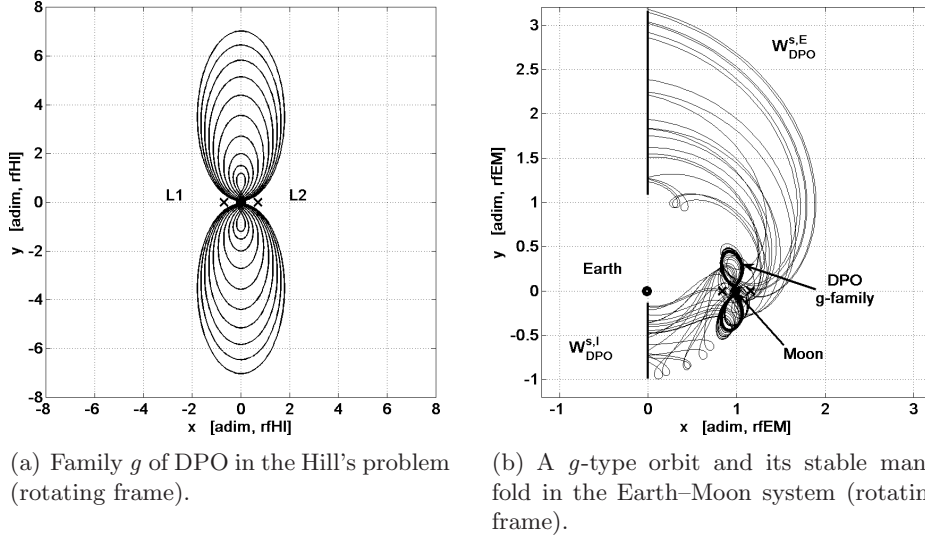 8
6
4
2
0
−2
−4
−6
−8
y [adim, rfHI]
L1
L2
−8 −6 −4 −2 0 2 4 6 8
x [adim, rfHI]
(a) Family g of DPO in the Hill's problem
(rotating frame).
3
2.5
2
1.5
1
0.5
0
−0.5
−1
y [adim, rfEM]
W^{s,E}_{DPO}
Earth
DPO
g−family
W^{s,I}_{DPO}
Moon
−1 0 1 2 3
x [adim, rfEM]
(b) A g-type orbit and its stable man
fold in the Earth–Moon system (rotatin
frame).